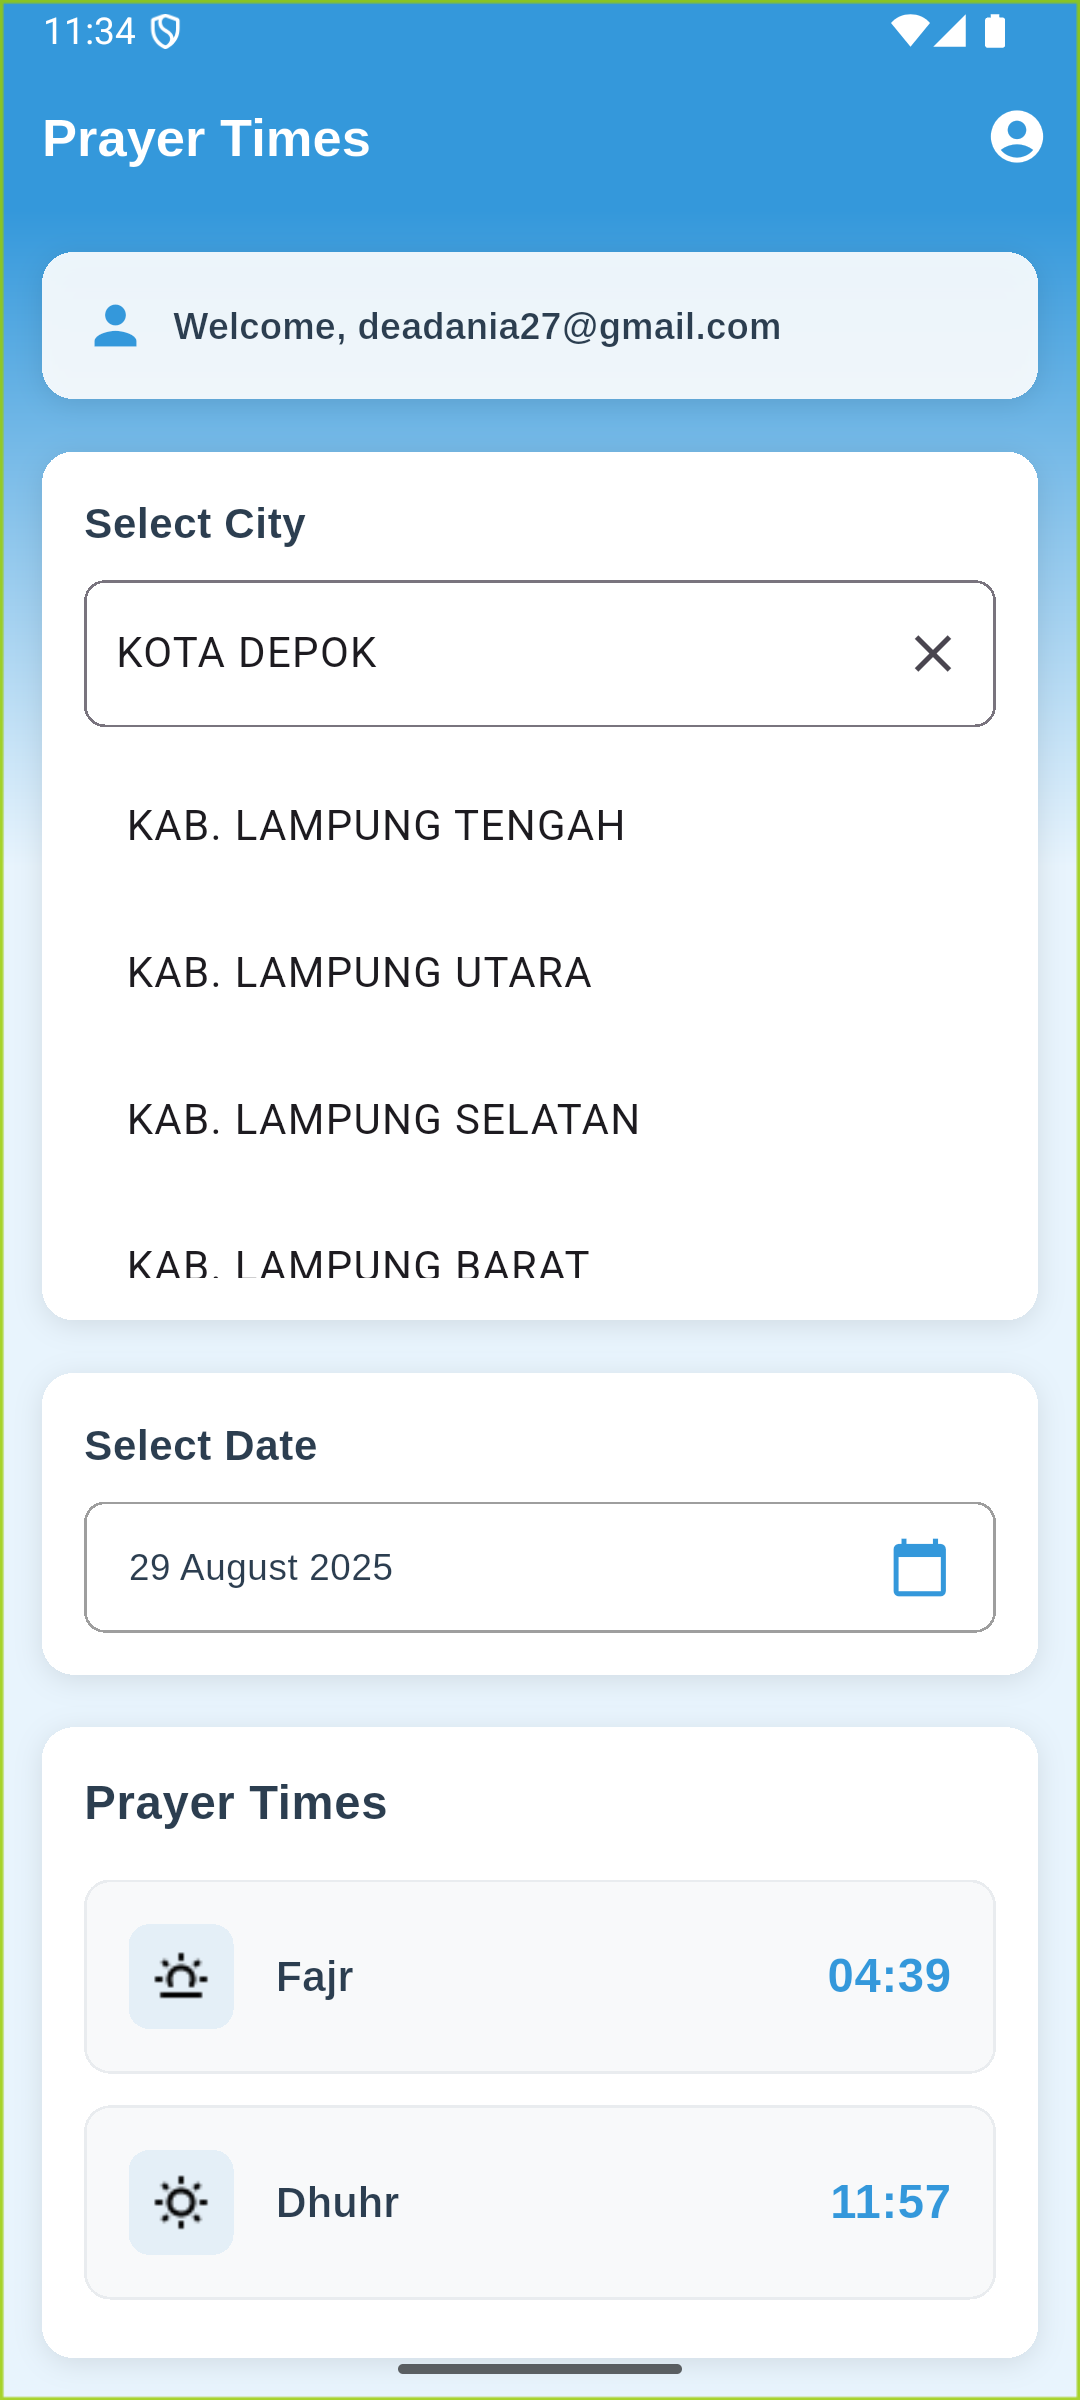 11:34
Prayer Times
Welcome, deadania27@gmail.com
Select City
KOTA DEPOK
KAB. LAMPUNG TENGAH
KAB. LAMPUNG UTARA
KAB. LAMPUNG SELATAN
KAB. LAMPUNG BARAT
Select Date
29 August 2025
Prayer Times
Fajr 04:39
Dhuhr 11:57